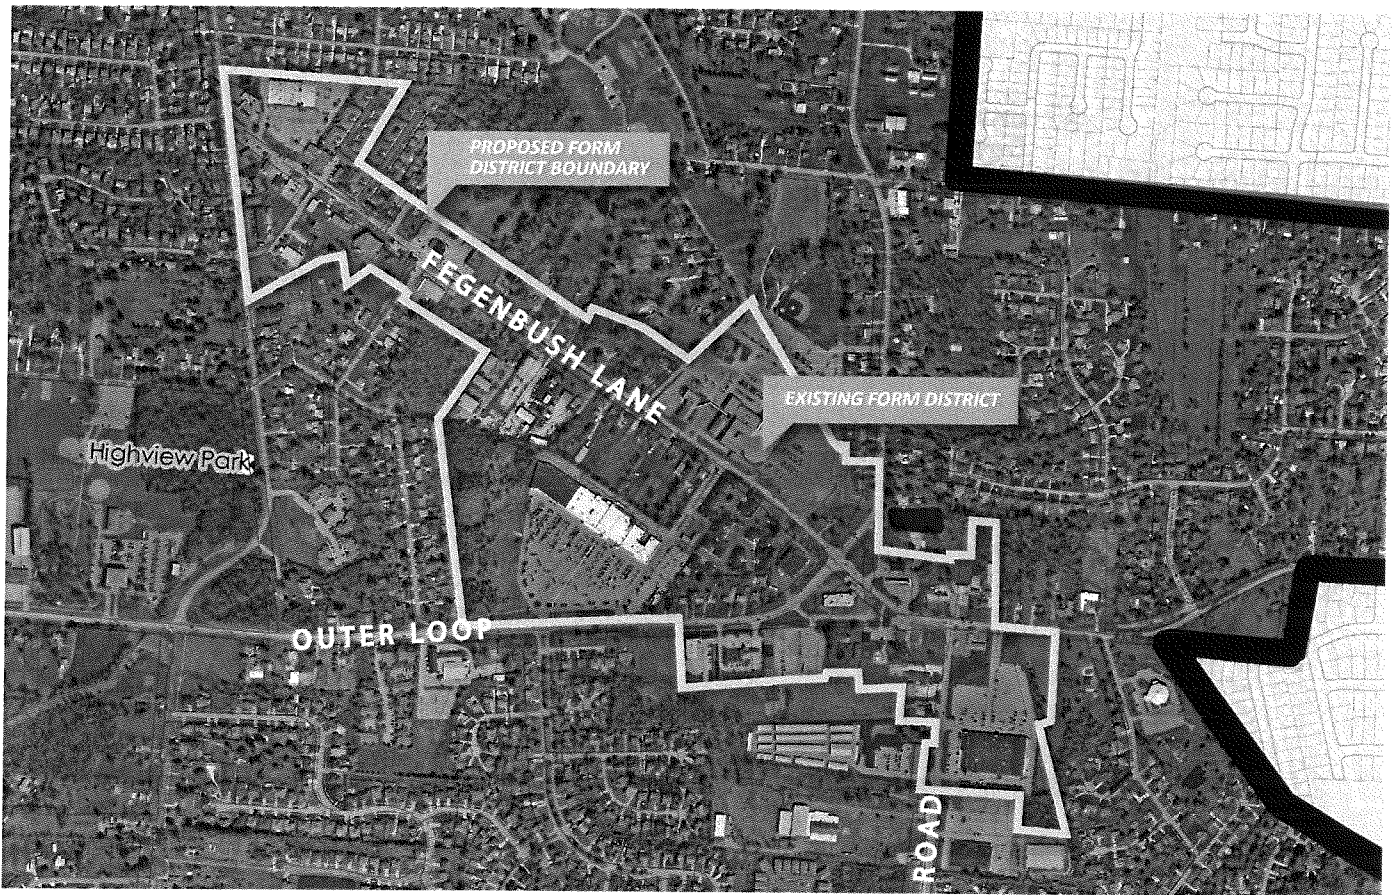 PROPOSED FORM
DISTRICT BOUNDARY
FEGENBUSH LANE
EXISTING FORM DISTRICT
Highview Park
OUTER LOOP
ROAD